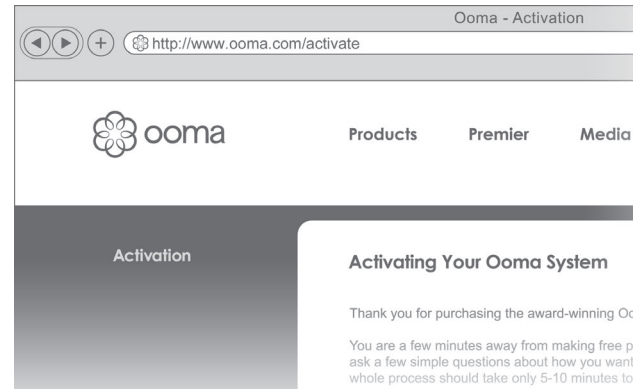 Ooma - Activation
http://www.ooma.com/activate
ooma
Products Premier Media
Activation
Activating Your Ooma System
Thank you for purchasing the award-winning
You are a few minutes away from making free
ask a few simple questions about how you want
whole process should take only 5-10 minutes to